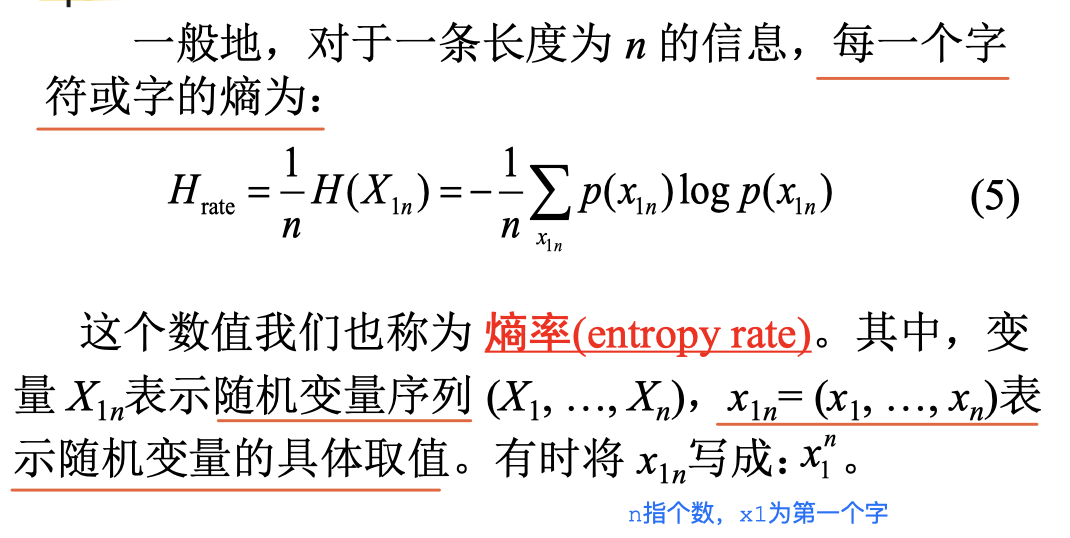 一般地，对于一条长度为 n 的信息，每一个字
符或字的熵为：
H_rate = \frac{1}{n} H(X_{1n}) = -\frac{1}{n} \sum_{x_{1n}} p(x_{1n}) \log p(x_{1n}) (5)
这个数值我们也称为 熵率(entropy rate)。其中，变
量 X_{1n}表示随机变量序列 (X_1, …, X_n)，x_{1n}= (x_1, …, x_n)表
示随机变量的具体取值。有时将 x_{1n}写成：x_1^n。
n指个数，x1为第一个字